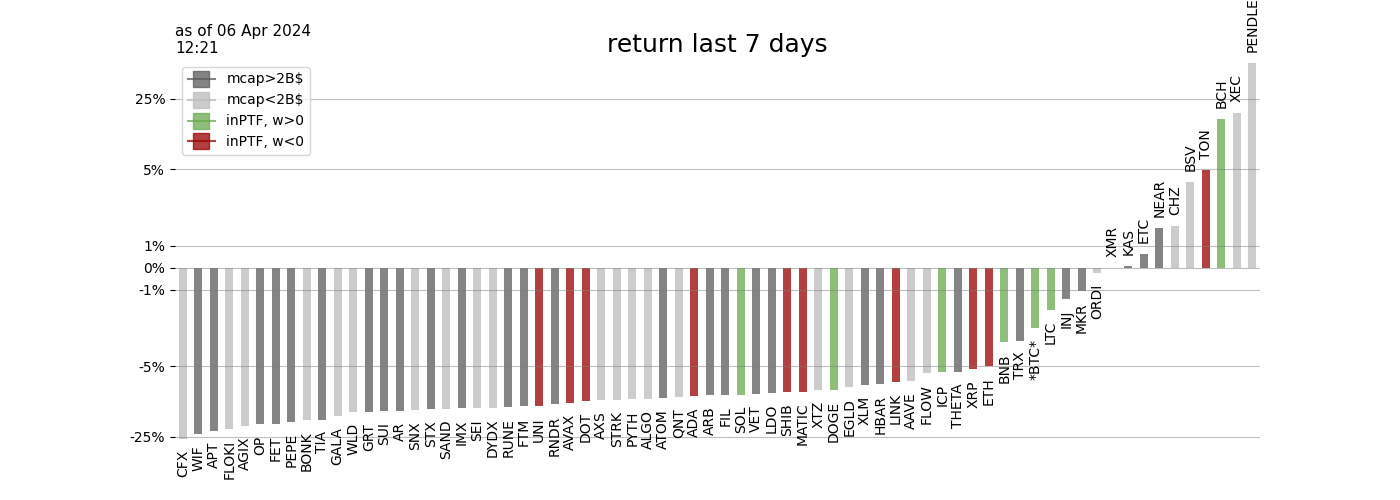 as of 06 Apr 2024
12:21
return last 7 days
mcap>2B$
mcap<2B$
inPTF, w>0
inPTF, w<0
25%
5%
1%
0%
-1%
-5%
-25%
CFX
WIF
APT
FLOKI
AGIX
OP
FET
PEPE
BONK
TIA
GALA
WLD
GRT
SUI
AR
SNX
STX
SAND
IMX
SEI
DYDX
RUNE
FTM
UNI
RNDR
AVAX
DOT
AXS
STRK
PYTH
ALGO
ATOM
QNT
ADA
ARB
FIL
SOL
VET
LDO
SHIB
MATIC
XTZ
DOGE
EGLD
XLM
HBAR
LINK
AAVE
FLOW
ICP
THETA
XRP
ETH
BNB
TRX
*BTC*
LTC
INJ
MKR
ORDI
XMR
KAS
ETC
NEAR
CHZ
BSV
TON
BCH
XEC
PENDLE